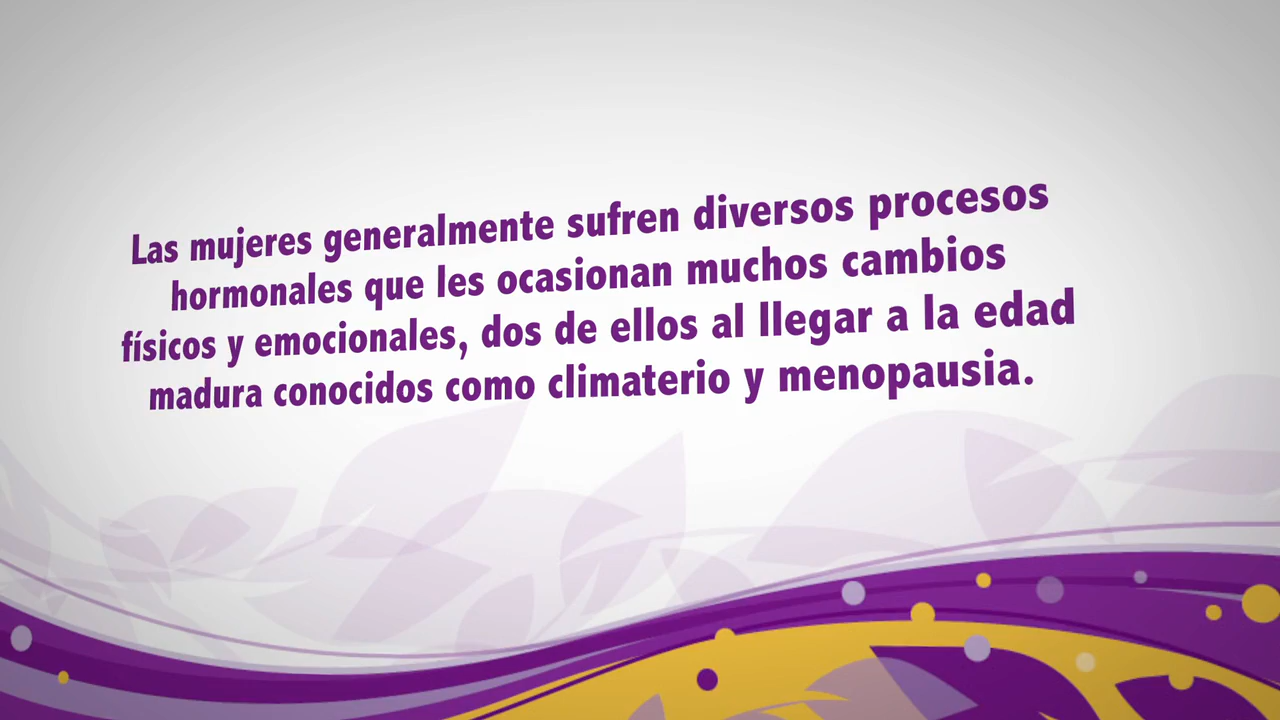 Las mujeres generalmente sufren diversos procesos
hormonales que les ocasionan muchos cambios
físicos y emocionales, dos de ellos al llegar a la edad
madura conocidos como climaterio y menopausia.